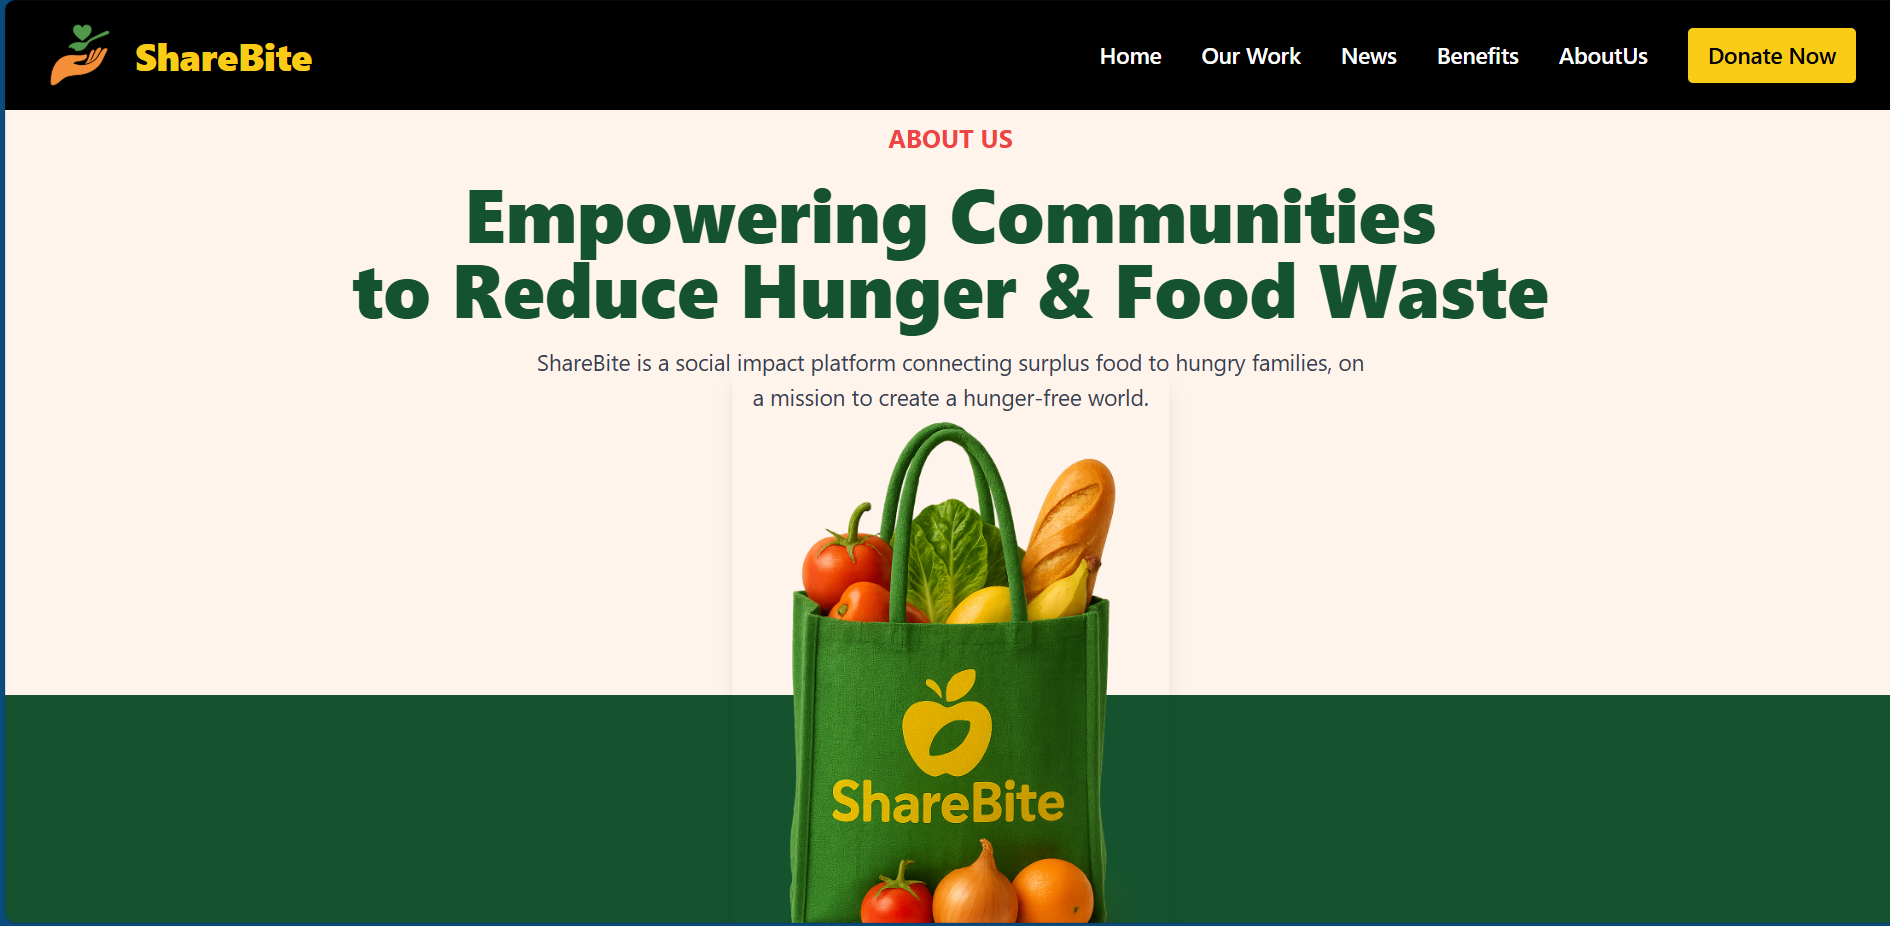 ShareBite
Home
Our Work
News
Benefits
AboutUs
Donate Now
ABOUT US
Empowering Communities
to Reduce Hunger & Food Waste
ShareBite is a social impact platform connecting surplus food to hungry families, on
a mission to create a hunger-free world.
ShareBite